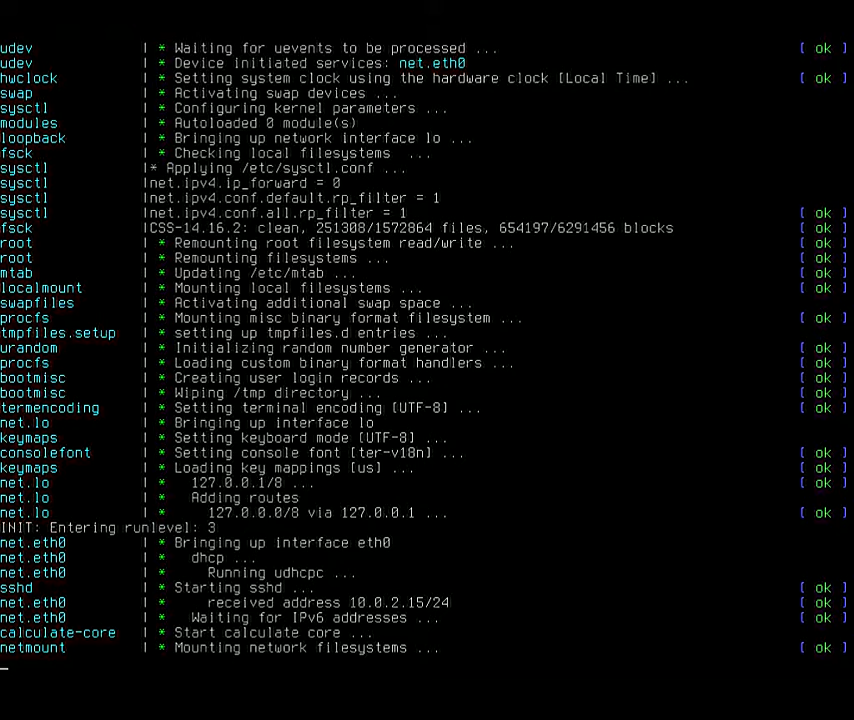 udev | * Waiting for uevents to be processed ... [ ok ]
udev | * Device initiated services: net.eth0
hwclock | * Setting system clock using the hardware clock [Local Time] ... [ ok ]
swap | * Activating swap devices ...
sysctl | * Configuring kernel parameters ...
modules | * Autoloaded 0 module(s)
loopback | * Bringing up network interface lo ...
fsck | * Checking local filesystems  ...
sysctl |* Applying /etc/sysctl.conf ...
sysctl |net.ipv4.ip_forward = 0
sysctl |net.ipv4.conf.default.rp_filter = 1
sysctl |net.ipv4.conf.all.rp_filter = 1 [ ok ]
fsck |CSS-14.16.2: clean, 251308/1572864 files, 654197/6291456 blocks [ ok ]
root | * Remounting root filesystem read/write ... [ ok ]
root | * Remounting filesystems ... [ ok ]
mtab | * Updating /etc/mtab ... [ ok ]
localmount | * Mounting local filesystems ... [ ok ]
swapfiles | * Activating additional swap space ... [ ok ]
procfs | * Mounting misc binary format filesystem ... [ ok ]
tmpfiles.setup | * setting up tmpfiles.d entries ... [ ok ]
urandom | * Initializing random number generator ... [ ok ]
procfs | * Loading custom binary format handlers ... [ ok ]
bootmisc | * Creating user login records ... [ ok ]
bootmisc | * Wiping /tmp directory ... [ ok ]
termencoding | * Setting terminal encoding [UTF-8] ... [ ok ]
net.lo | * Bringing up interface lo
keymaps | * Setting keyboard mode [UTF-8] ... [ ok ]
consolefont | * Setting console font [ter-v18n] ... [ ok ]
keymaps | * Loading key mappings [us] ... [ ok ]
net.lo | *   127.0.0.1/8 ... [ ok ]
net.lo | *   Adding routes
net.lo | *     127.0.0.0/8 via 127.0.0.1 ... [ ok ]
INIT: Entering runlevel: 3
net.eth0 | * Bringing up interface eth0
net.eth0 | *   dhcp ...
net.eth0 | *     Running udhcpc ... [ ok ]
sshd | * Starting sshd ... [ ok ]
net.eth0 | *     received address 10.0.2.15/24 [ ok ]
net.eth0 | *   Waiting for IPv6 addresses ... [ ok ]
calculate-core | * Start calculate core ... [ ok ]
netmount | * Mounting network filesystems ... [ ok ]
_